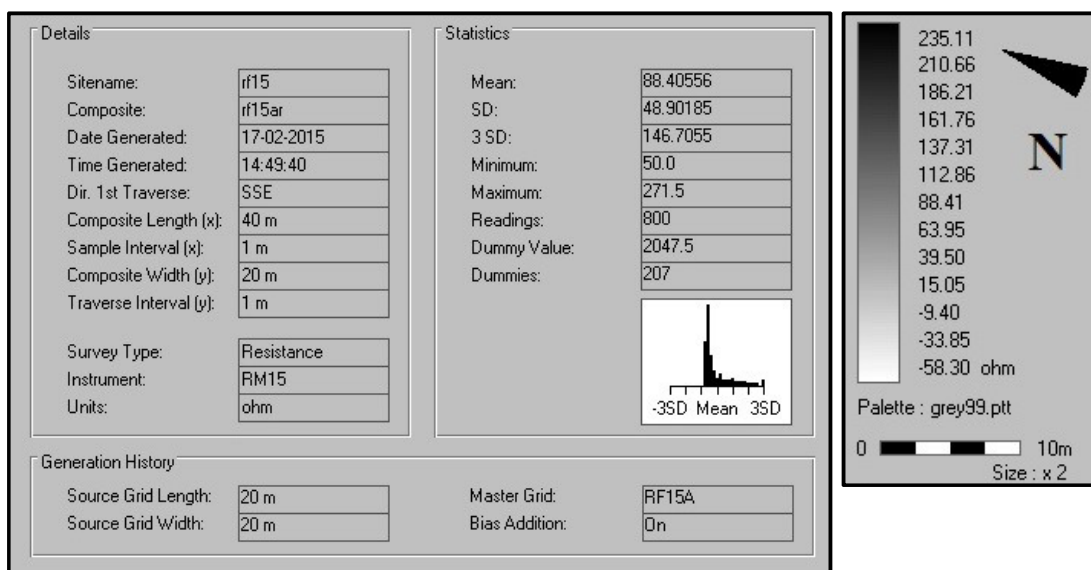 Details
Sitename: rf15
Composite: rf15ar
Date Generated: 17-02-2015
Time Generated: 14:49:40
Dir. 1st Traverse: SSE
Composite Length (x): 40 m
Sample Interval (x): 1 m
Composite Width (y): 20 m
Traverse Interval (y): 1 m
Survey Type: Resistance
Instrument: RM15
Units: ohm
Statistics
Mean: 88.40556
SD: 48.90185
3 SD: 146.7055
Minimum: 50.0
Maximum: 271.5
Readings: 800
Dummy Value: 2047.5
Dummies: 207
-3SD Mean 3SD
Generation History
Source Grid Length: 20 m
Source Grid Width: 20 m
Master Grid: RF15A
Bias Addition: On
235.11
210.66
186.21
161.76
137.31
112.86
88.41
63.95
39.50
15.05
-9.40
-33.85
-58.30 ohm
N
Palette : grey99.ptt
0 10m
Size : x 2